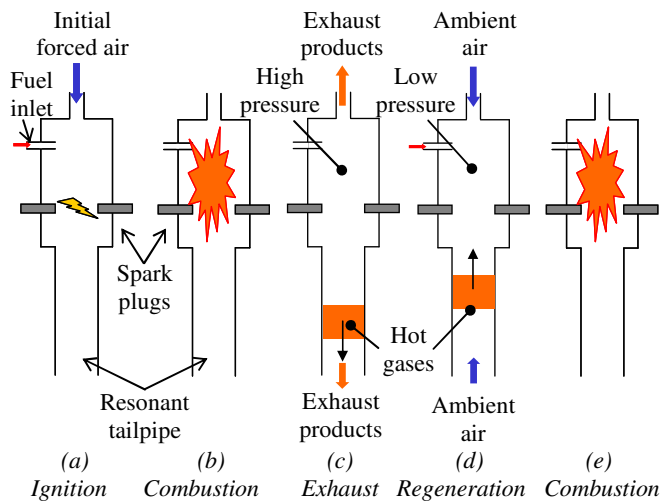 Initial
forced air
Exhaust
products
Ambient
air
Fuel
inlet
High
pressure
Low
pressure
Spark
plugs
Hot
gases
Resonant
tailpipe
Exhaust
products
Ambient
air
(a)
Ignition
(b)
Combustion
(c)
Exhaust
(d)
Regeneration
(e)
Combustion